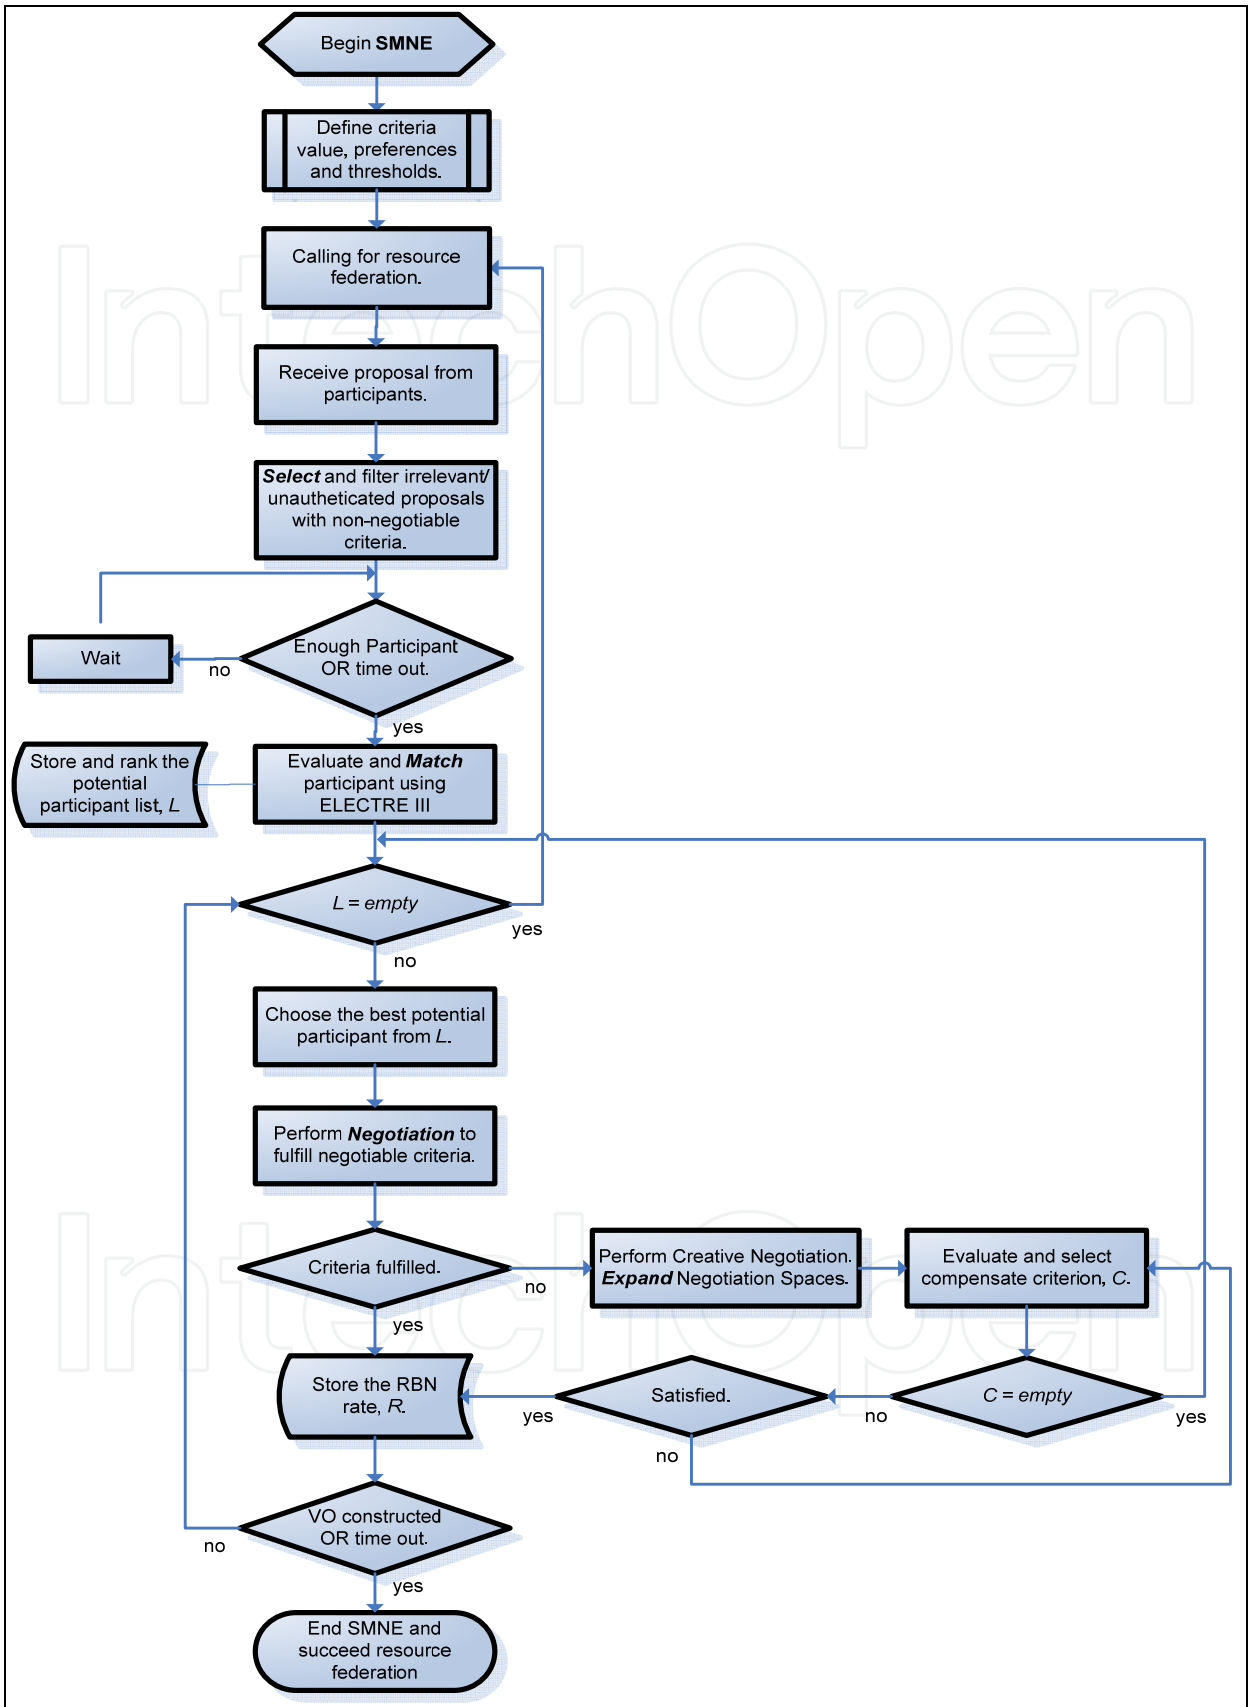 Begin SMNE
Define criteria
value, preferences
and thresholds.
Calling for resource
federation.
Receive proposal from
participants.
Select and filter irrelevant/
unautheticated proposals
with non-negotiable
criteria.
Enough Participant
OR time out.
no
Wait
yes
Evaluate and Match
participant using
ELECTRE III
Store and rank the
potential
participant list, L
L = empty
yes
no
Choose the best potential
participant from L.
Perform Negotiation to
fulfill negotiable criteria.
Criteria fulfilled.
no
Perform Creative Negotiation.
Expand Negotiation Spaces.
Evaluate and select
compensate criterion, C.
yes
Store the RBN
rate, R.
yes
Satisfied.
no
C = empty
yes
no
VO constructed
OR time out.
no
yes
End SMNE and
succeed resource
federation
IntechOpen
IntechOpen